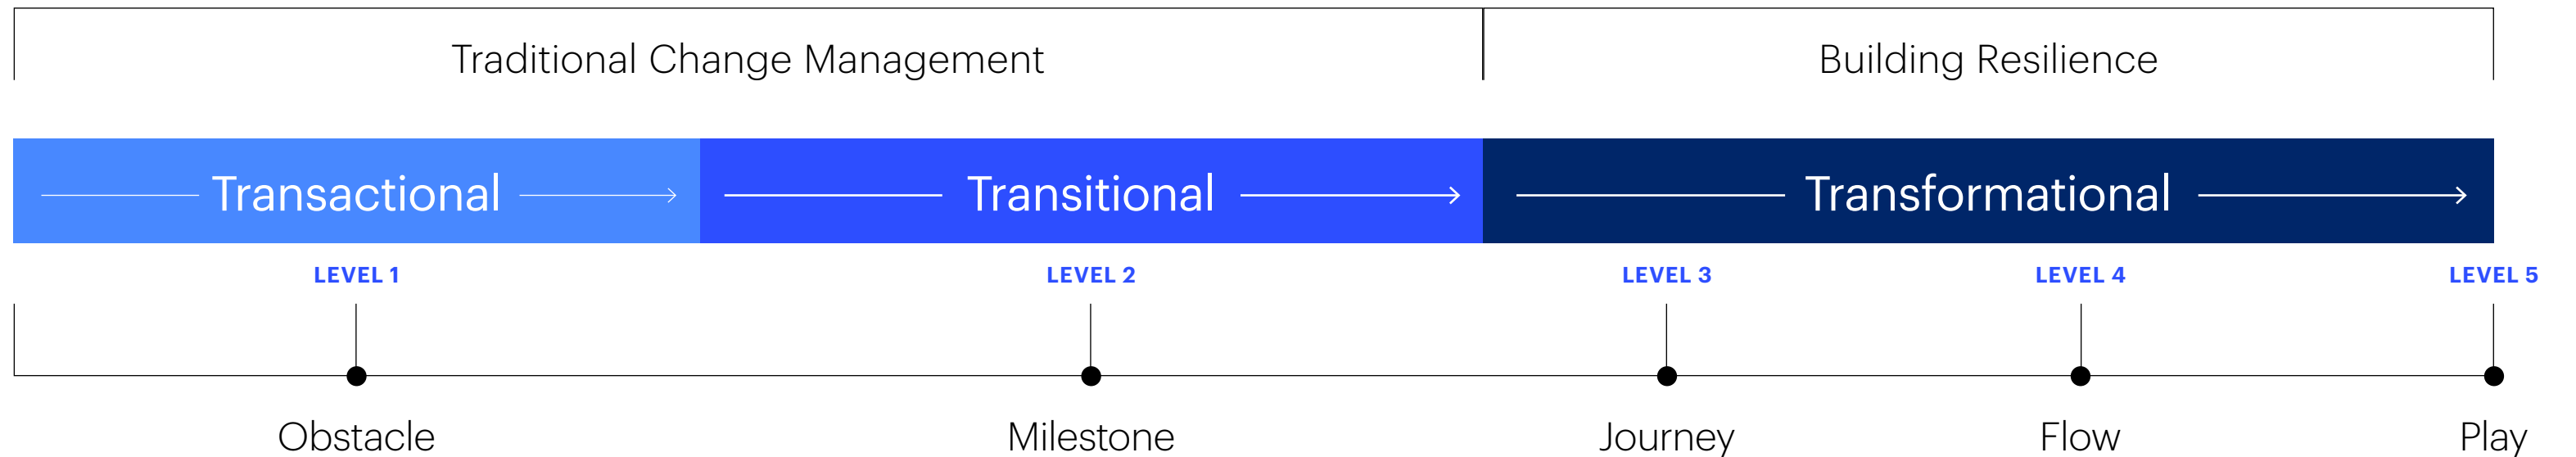 Traditional Change Management
Building Resilience
Transactional
Transitional
Transformational
LEVEL 1
LEVEL 2
LEVEL 3
LEVEL 4
LEVEL 5
Obstacle
Milestone
Journey
Flow
Play